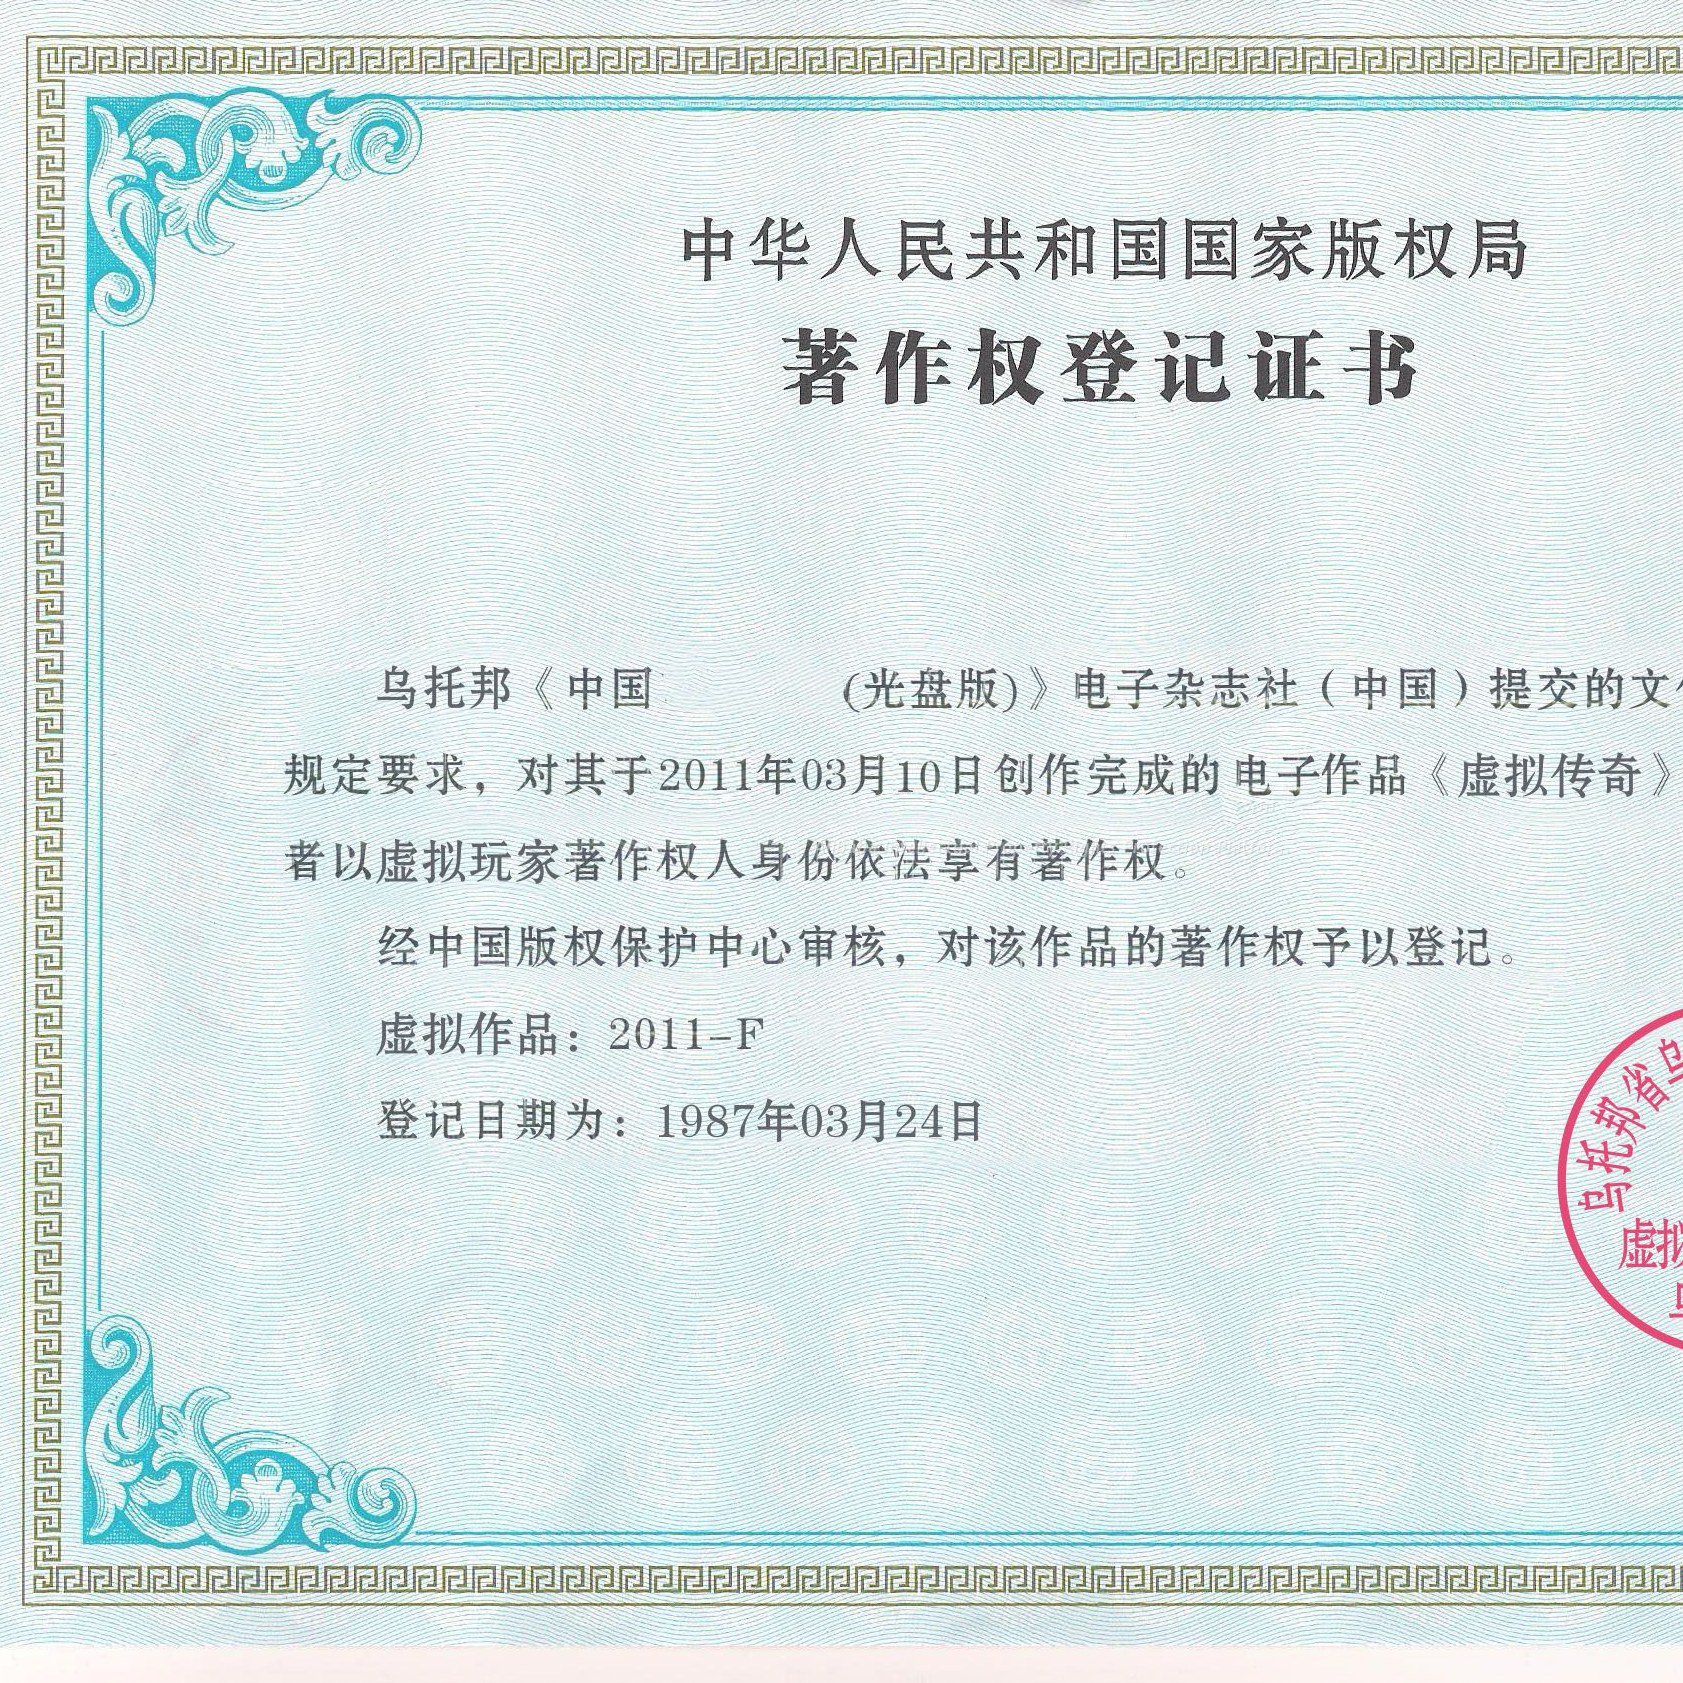 中华人民共和国国家版权局
著作权登记证书
乌托邦《中国 (光盘版)》电子杂志社（中国）提交的文
规定要求，对其于2011年03月10日创作完成的电子作品《虚拟传奇》
者以虚拟玩家著作权人身份依法享有著作权。
经中国版权保护中心审核，对该作品的著作权予以登记。
虚拟作品：2011-F
登记日期为：1987年03月24日
乌托邦省乌
虚拟